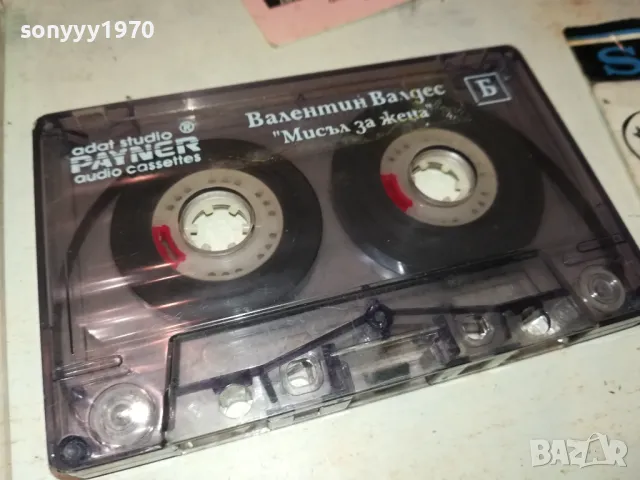 sonyyy1970
adat studio
PAYNER®
audio cassettes
Валентин Валдес
"Мисъл за жена"
Б
S
BAZAR
bg